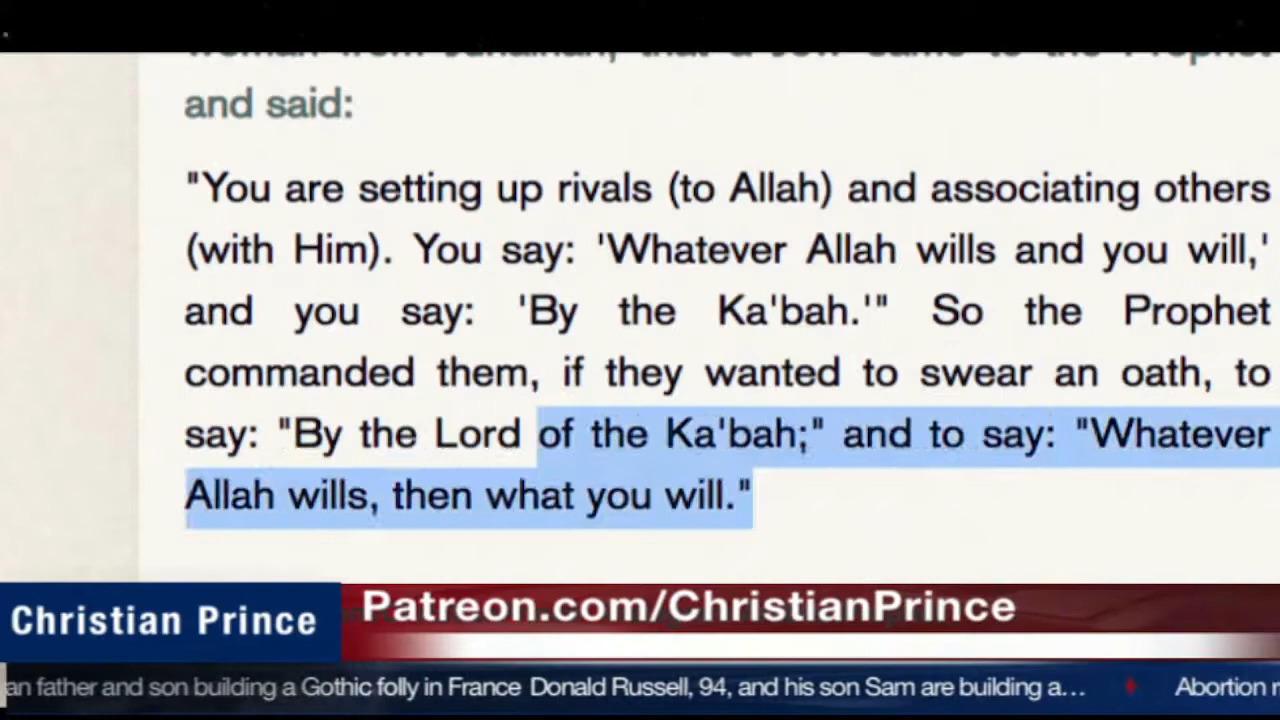 and said:
"You are setting up rivals (to Allah) and associating others
(with Him). You say: 'Whatever Allah wills and you will,'
and you say: 'By the Ka'bah.'" So the Prophet
commanded them, if they wanted to swear an oath, to
say: "By the Lord of the Ka'bah;" and to say: "Whatever
Allah wills, then what you will."
Christian Prince
Patreon.com/ChristianPrince
an father and son building a Gothic folly in France Donald Russell, 94, and his son Sam are building a... Abortion